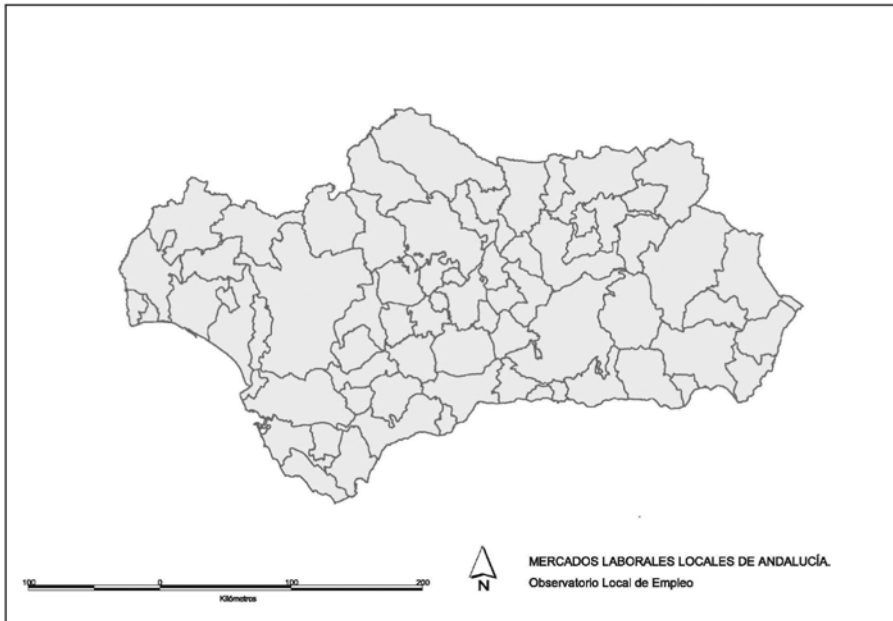 MERCADOS LABORALES LOCALES DE ANDALUCÍA.
Observatorio Local de Empleo
N
100 0 100 200
Kilómetros